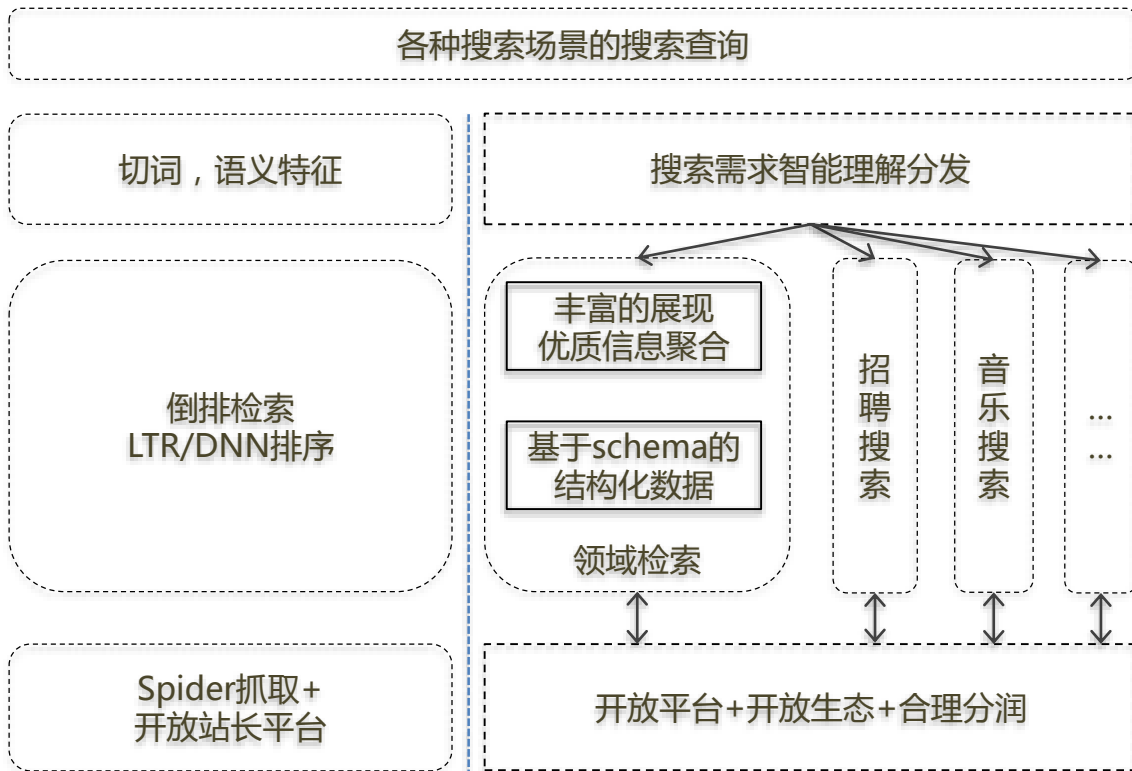 各种搜索场景的搜索查询
切词，语义特征
搜索需求智能理解分发
倒排检索
LTR/DNN排序
丰富的展现
优质信息聚合
基于schema的
结构化数据
领域检索
招聘搜索
音乐搜索
...
...
Spider抓取+
开放站长平台
开放平台+开放生态+合理分润